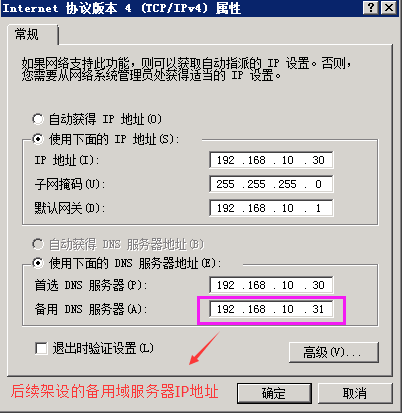 Internet 协议版本 4 (TCP/IPv4) 属性
常规
如果网络支持此功能，则可以获取自动指派的 IP 设置。否则，
您需要从网络系统管理员处获得适当的 IP 设置。
自动获得 IP 地址(O)
使用下面的 IP 地址(S):
IP 地址(I): 192 .168 .10 .30
子网掩码(U): 255 .255 .255 .0
默认网关(D): 192 .168 .10 .1
自动获得 DNS 服务器地址(B)
使用下面的 DNS 服务器地址(E):
首选 DNS 服务器(P): 192 .168 .10 .30
备用 DNS 服务器(A): 192 .168 .10 .31
退出时验证设置(L)
高级(V)...
后续架设的备用域服务器IP地址
确定 取消